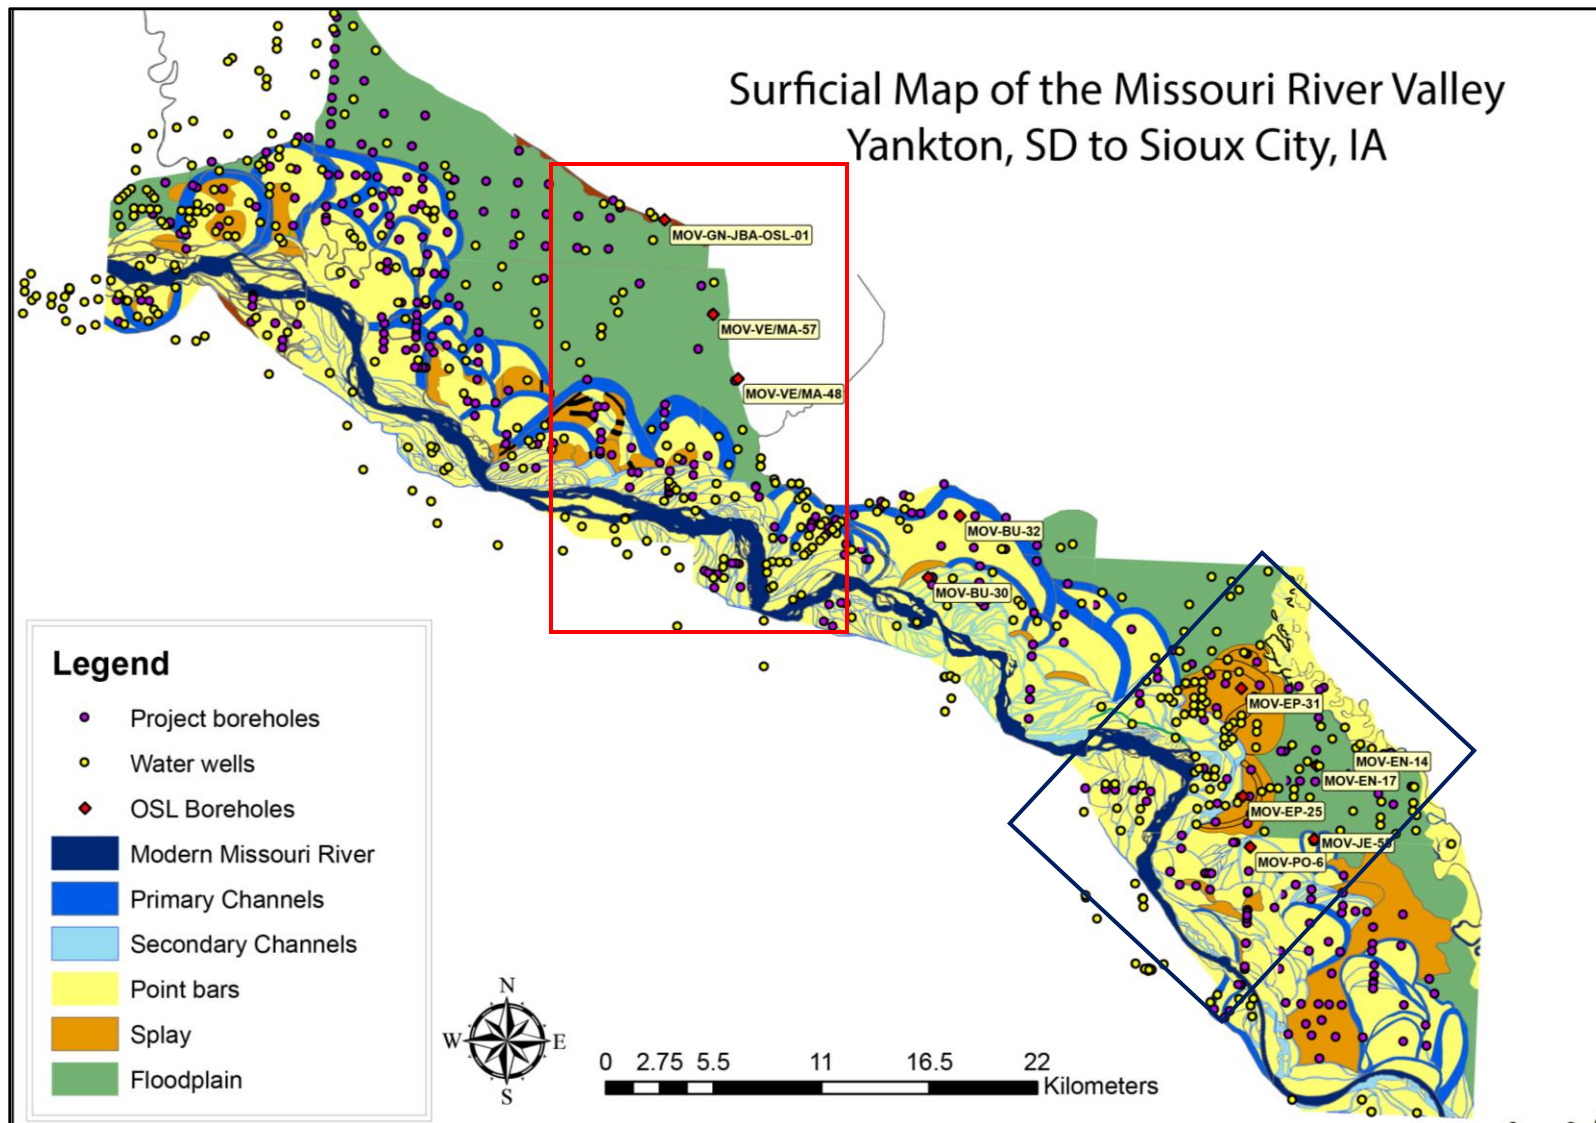 Surficial Map of the Missouri River Valley
Yankton, SD to Sioux City, IA
MOV-GN-JBA-OSL-01
MOV-VE/MA-57
MOV-VE/MA-48
MOV-BU-32
MOV-BU-30
MOV-EP-31
MOV-EN-14
MOV-EN-17
MOV-EP-25
MOV-JE-55
MOV-PO-6
Legend
Project boreholes
Water wells
OSL Boreholes
Modern Missouri River
Primary Channels
Secondary Channels
Point bars
Splay
Floodplain
N
W E
S
0 2.75 5.5 11 16.5 22
Kilometers